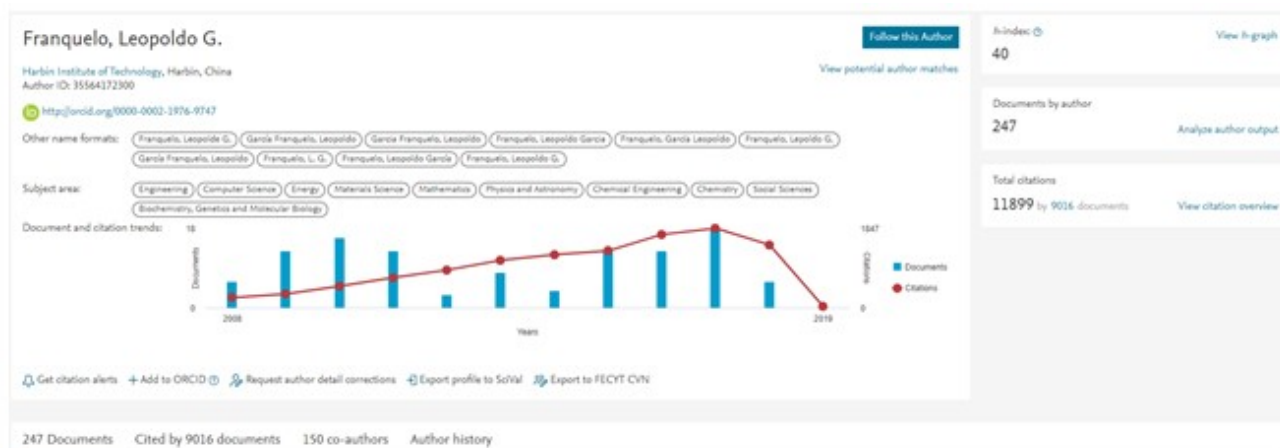 Franquelo, Leopoldo G.
Follow this Author
Harbin Institute of Technology, Harbin, China
View potential author matches
Author ID: 35564172300
http://orcid.org/0000-0002-1976-9747
Other name formats: Franquelo, Leopolde G. García Franquelo, Leopoldo Garcia Franquelo, Leopoldo Franquelo, Leopoldo Garcia Franquelo, García Leopoldo Franquelo, Leopoldo G.
García Franquelo, Leopoldo Franquelo, L. G. Franquelo, Leopoldo García Franquelo, Leopoldo G.
Subject area: Engineering Computer Science Energy Materials Science Mathematics Physics and Astronomy Chemical Engineering Chemistry Social Sciences
Biochemistry, Genetics and Molecular Biology
Document and citation trends:
18
Documents
0
2008
Years
2019
1847
Citations
0
Documents
Citations
Get citation alerts + Add to ORCID Request author detail corrections Export profile to SciVal Export to FECYT CVN
h-index:
View h-graph
40
Documents by author
247
Analyze author output
Total citations
11899 by 9016 documents
View citation overview
247 Documents Cited by 9016 documents 150 co-authors Author history